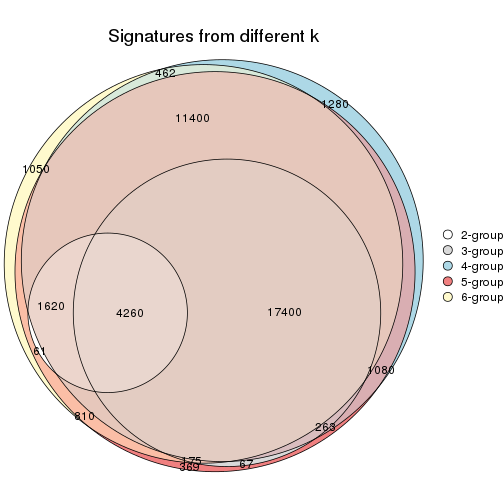 Signatures from different k
462
1280
11400
1050
2-group
3-group
4-group
5-group
6-group
1620
4260
17400
61
1080
810
263
175
369
67